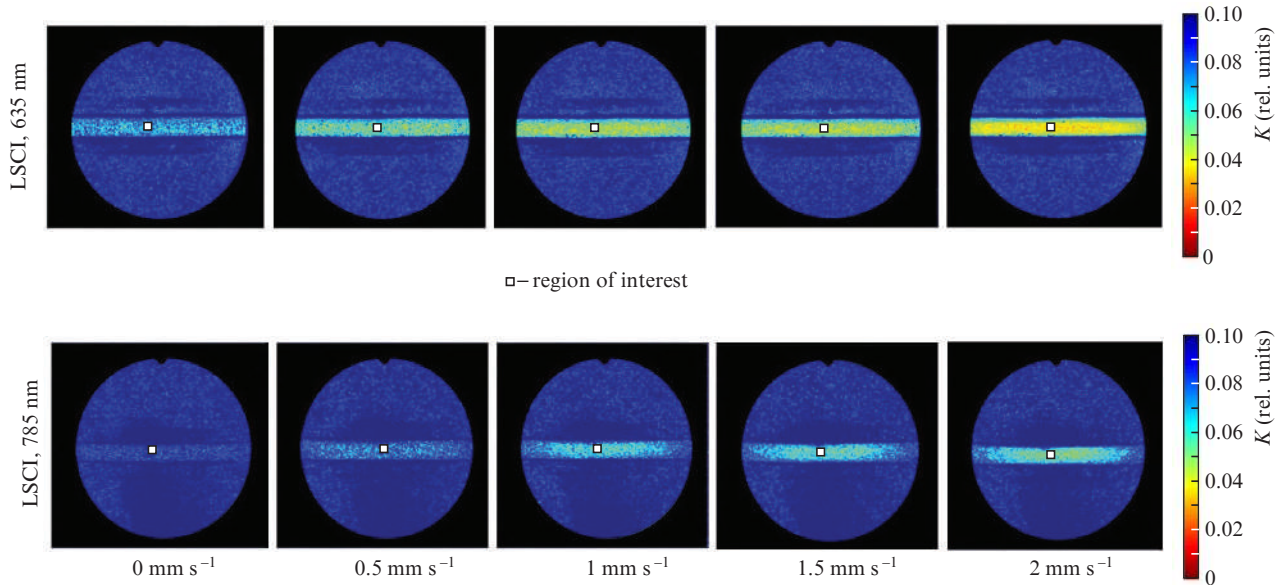 LSCI, 635 nm
0.10
0.08
0.06
0.04
0.02
0
K (rel. units)
– region of interest
LSCI, 785 nm
0.10
0.08
0.06
0.04
0.02
0
K (rel. units)
0 mm s⁻¹
0.5 mm s⁻¹
1 mm s⁻¹
1.5 mm s⁻¹
2 mm s⁻¹